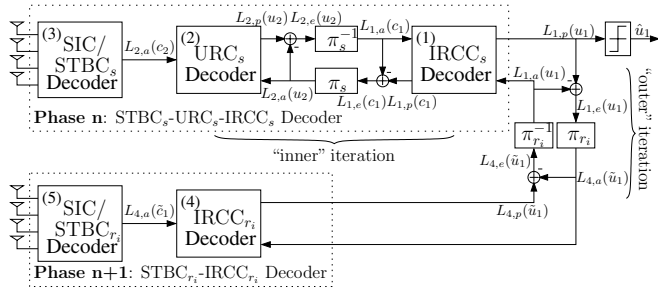 (3)
SIC/
STBC_s
Decoder
L_{2,a}(c_2)
(2)
URC_s
Decoder
L_{2,p}(u_2) L_{2,e}(u_2)
-
π_s^{-1}
π_s
L_{2,a}(u_2)
L_{1,a}(c_1)
-
L_{1,e}(c_1) L_{1,p}(c_1)
(1)
IRCC_s
Decoder
L_{1,p}(u_1)
û_1
L_{1,a}(u_1)
-
L_{1,e}(u_1)
π_{r_i}^{-1}
π_{r_i}
"outer"
iteration
Phase n: STBC_s-URC_s-IRCC_s Decoder
"inner" iteration
L_{4,e}(ũ_1)
-
L_{4,a}(ũ_1)
L_{4,p}(ũ_1)
(5)
SIC/
STBC_{r_i}
Decoder
L_{4,a}(c̃_1)
(4)
IRCC_{r_i}
Decoder
Phase n+1: STBC_{r_i}-IRCC_{r_i} Decoder